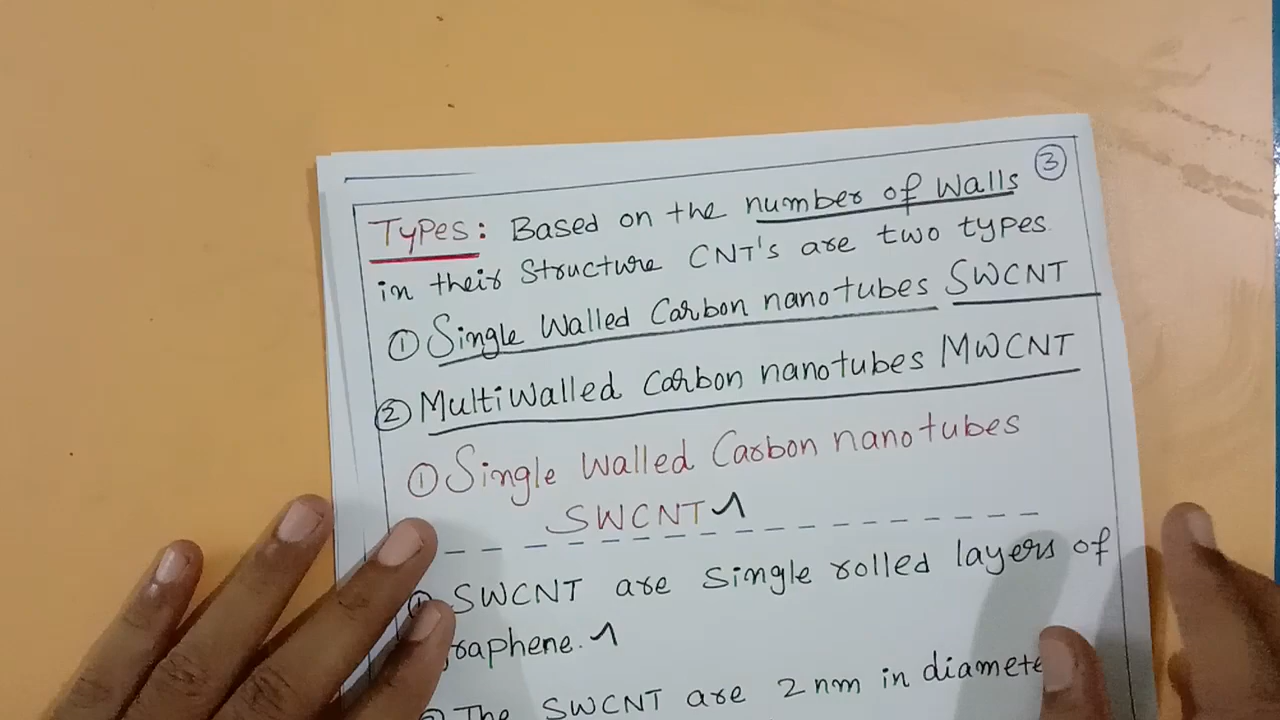 ③
Types: Based on the number of walls
in their structure CNT's are two types.
① Single Walled Carbon nanotubes SWCNT
② Multiwalled Carbon nanotubes MWCNT
① Single Walled Carbon nanotubes
SWCNT
SWCNT are single rolled layers of
graphene.
The SWCNT are 2 nm in diameter